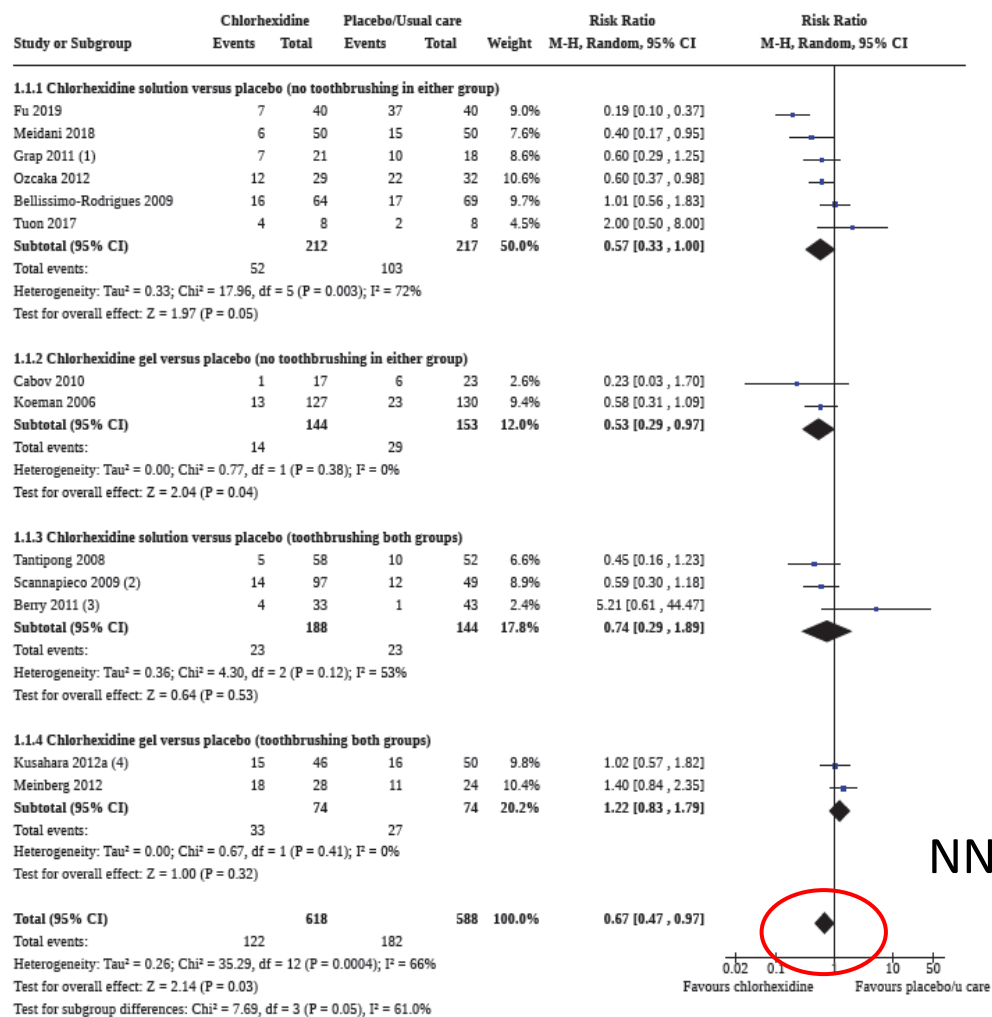 Chlorhexidine Placebo/Usual care Risk Ratio Risk Ratio
Study or Subgroup Events Total Events Total Weight M-H, Random, 95% CI M-H, Random, 95% CI
1.1.1 Chlorhexidine solution versus placebo (no toothbrushing in either group)
Fu 2019 7 40 37 40 9.0% 0.19 [0.10 , 0.37]
Meidani 2018 6 50 15 50 7.6% 0.40 [0.17 , 0.95]
Grap 2011 (1) 7 21 10 18 8.6% 0.60 [0.29 , 1.25]
Ozcaka 2012 12 29 22 32 10.6% 0.60 [0.37 , 0.98]
Bellissimo-Rodrigues 2009 16 64 17 69 9.7% 1.01 [0.56 , 1.83]
Tuon 2017 4 8 2 8 4.5% 2.00 [0.50 , 8.00]
Subtotal (95% CI) 212 217 50.0% 0.57 [0.33 , 1.00]
Total events: 52 103
Heterogeneity: Tau² = 0.33; Chi² = 17.96, df = 5 (P = 0.003); I² = 72%
Test for overall effect: Z = 1.97 (P = 0.05)
1.1.2 Chlorhexidine gel versus placebo (no toothbrushing in either group)
Cabov 2010 1 17 6 23 2.6% 0.23 [0.03 , 1.70]
Koeman 2006 13 127 23 130 9.4% 0.58 [0.31 , 1.09]
Subtotal (95% CI) 144 153 12.0% 0.53 [0.29 , 0.97]
Total events: 14 29
Heterogeneity: Tau² = 0.00; Chi² = 0.77, df = 1 (P = 0.38); I² = 0%
Test for overall effect: Z = 2.04 (P = 0.04)
1.1.3 Chlorhexidine solution versus placebo (toothbrushing both groups)
Tantipong 2008 5 58 10 52 6.6% 0.45 [0.16 , 1.23]
Scannapieco 2009 (2) 14 97 12 49 8.9% 0.59 [0.30 , 1.18]
Berry 2011 (3) 4 33 1 43 2.4% 5.21 [0.61 , 44.47]
Subtotal (95% CI) 188 144 17.8% 0.74 [0.29 , 1.89]
Total events: 23 23
Heterogeneity: Tau² = 0.36; Chi² = 4.30, df = 2 (P = 0.12); I² = 53%
Test for overall effect: Z = 0.64 (P = 0.53)
1.1.4 Chlorhexidine gel versus placebo (toothbrushing both groups)
Kusahara 2012a (4) 15 46 16 50 9.8% 1.02 [0.57 , 1.82]
Meinberg 2012 18 28 11 24 10.4% 1.40 [0.84 , 2.35]
Subtotal (95% CI) 74 74 20.2% 1.22 [0.83 , 1.79]
Total events: 33 27
Heterogeneity: Tau² = 0.00; Chi² = 0.67, df = 1 (P = 0.41); I² = 0%
NN
Test for overall effect: Z = 1.00 (P = 0.32)
Total (95% CI) 618 588 100.0% 0.67 [0.47 , 0.97]
Total events: 122 182
Heterogeneity: Tau² = 0.26; Chi² = 35.29, df = 12 (P = 0.0004); I² = 66%
0.02 0.1 1 10 50
Test for overall effect: Z = 2.14 (P = 0.03)
Favours chlorhexidine Favours placebo/u care
Test for subgroup differences: Chi² = 7.69, df = 3 (P = 0.05), I² = 61.0%